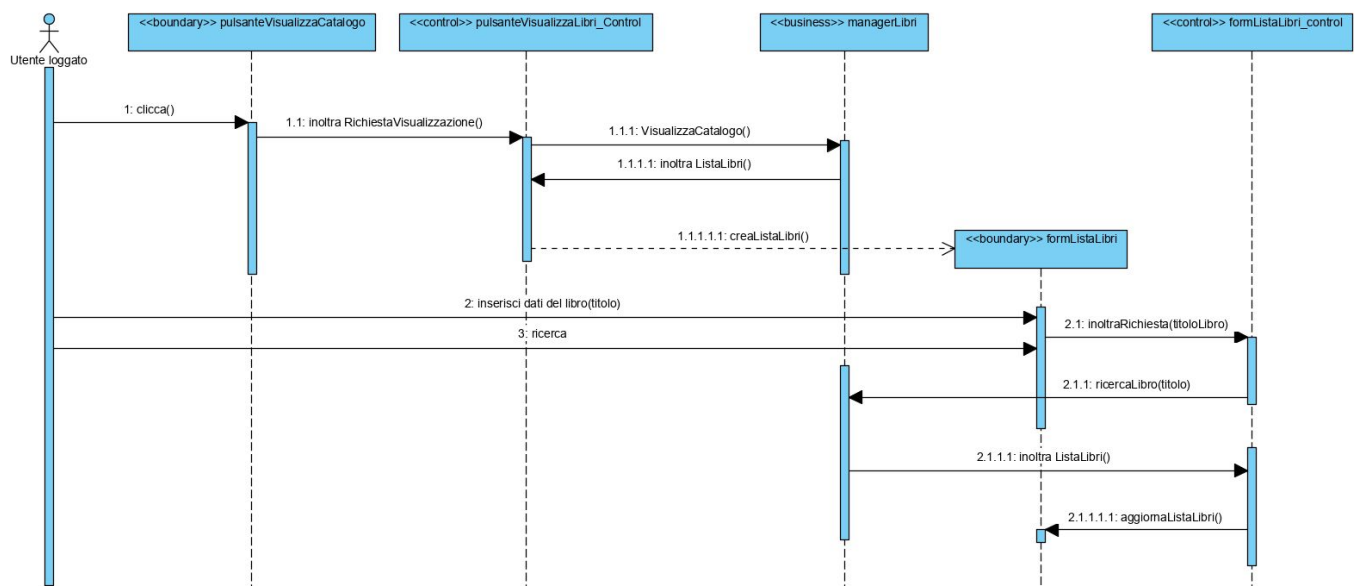 <<boundary>> pulsanteVisualizzaCatalogo
<<control>> pulsanteVisualizzaLibri_Control
<<business>> managerLibri
<<control>> formListaLibri_control
Utente loggato
1: clicca()
1.1: inoltra RichiestaVisualizzazione()
1.1.1: VisualizzaCatalogo()
1.1.1.1: inoltra ListaLibri()
1.1.1.1.1: creaListaLibri()
<<boundary>> formListaLibri
2: inserisci dati del libro(titolo)
2.1: inoltraRichiesta(titoloLibro)
3: ricerca
2.1.1: ricercaLibro(titolo)
2.1.1.1: inoltra ListaLibri()
2.1.1.1.1: aggiornaListaLibri()